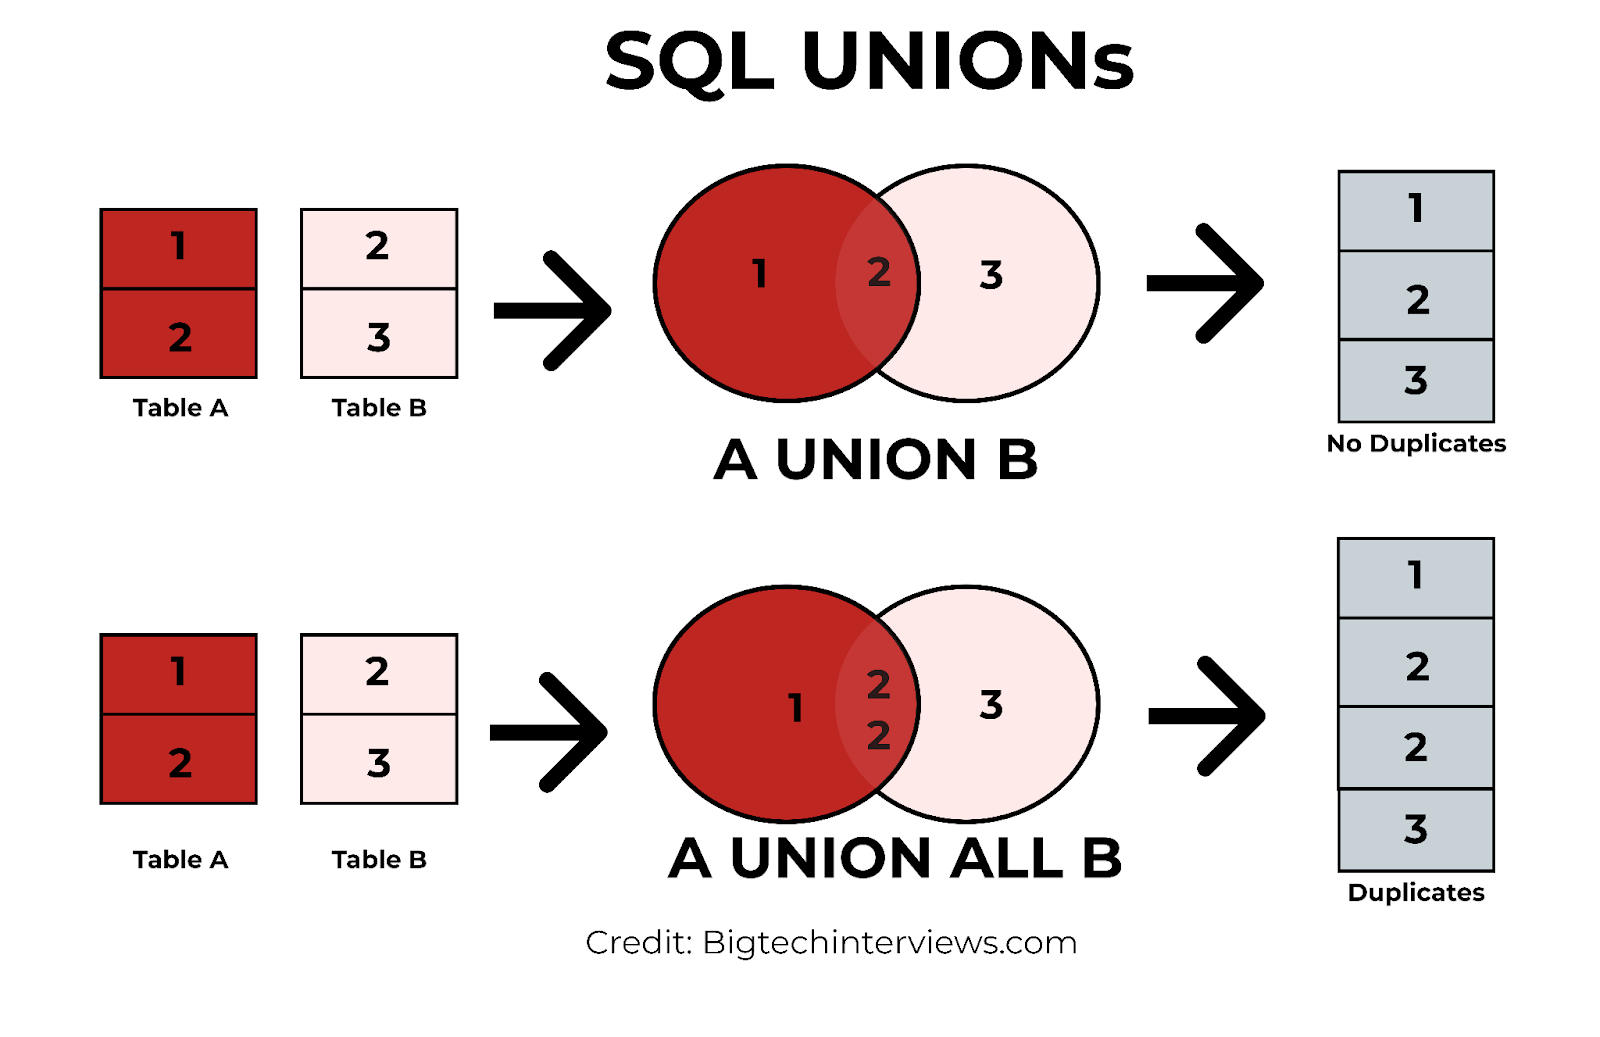 SQL UNIONs
1
2
Table A
2
3
Table B
1
2
3
A UNION B
1
2
3
No Duplicates
1
2
Table A
2
3
Table B
1
2
2
3
A UNION ALL B
1
2
2
3
Duplicates
Credit: Bigtechinterviews.com